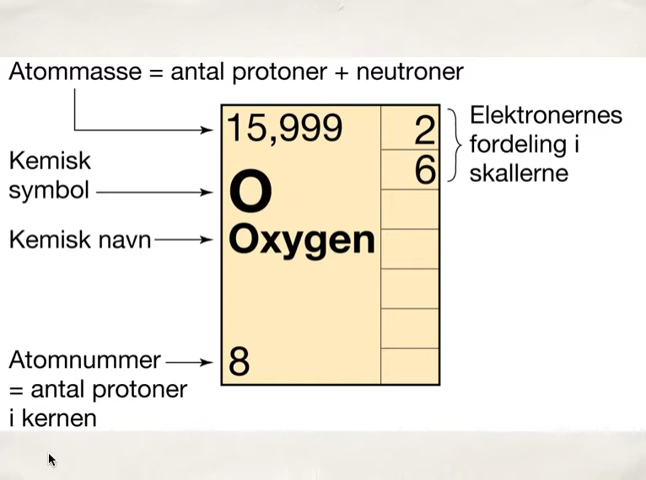 Atommasse = antal protoner + neutroner
15,999
2
6
Elektronernes
fordeling i
skallerne
Kemisk
symbol
O
Kemisk navn
Oxygen
Atomnummer
= antal protoner
i kernen
8